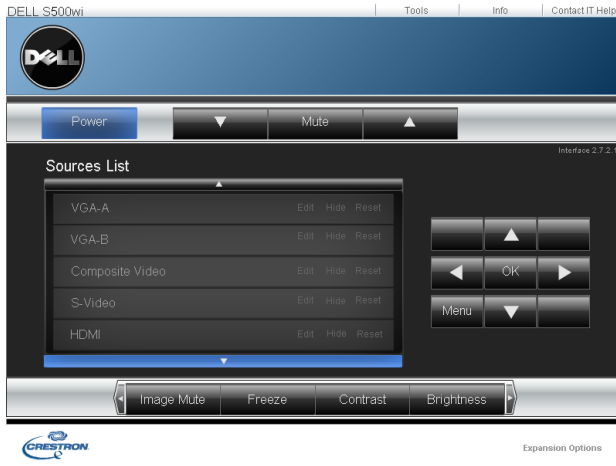 DELL S500wi
Tools Info Contact IT Help
DELL
Power Mute
Interface 2.7.2.1
Sources List
VGA-A Edit Hide Reset
VGA-B Edit Hide Reset
Composite Video Edit Hide Reset
S-Video Edit Hide Reset
HDMI Edit Hide Reset
OK
Menu
Image Mute Freeze Contrast Brightness
CRESTRON
Expansion Options